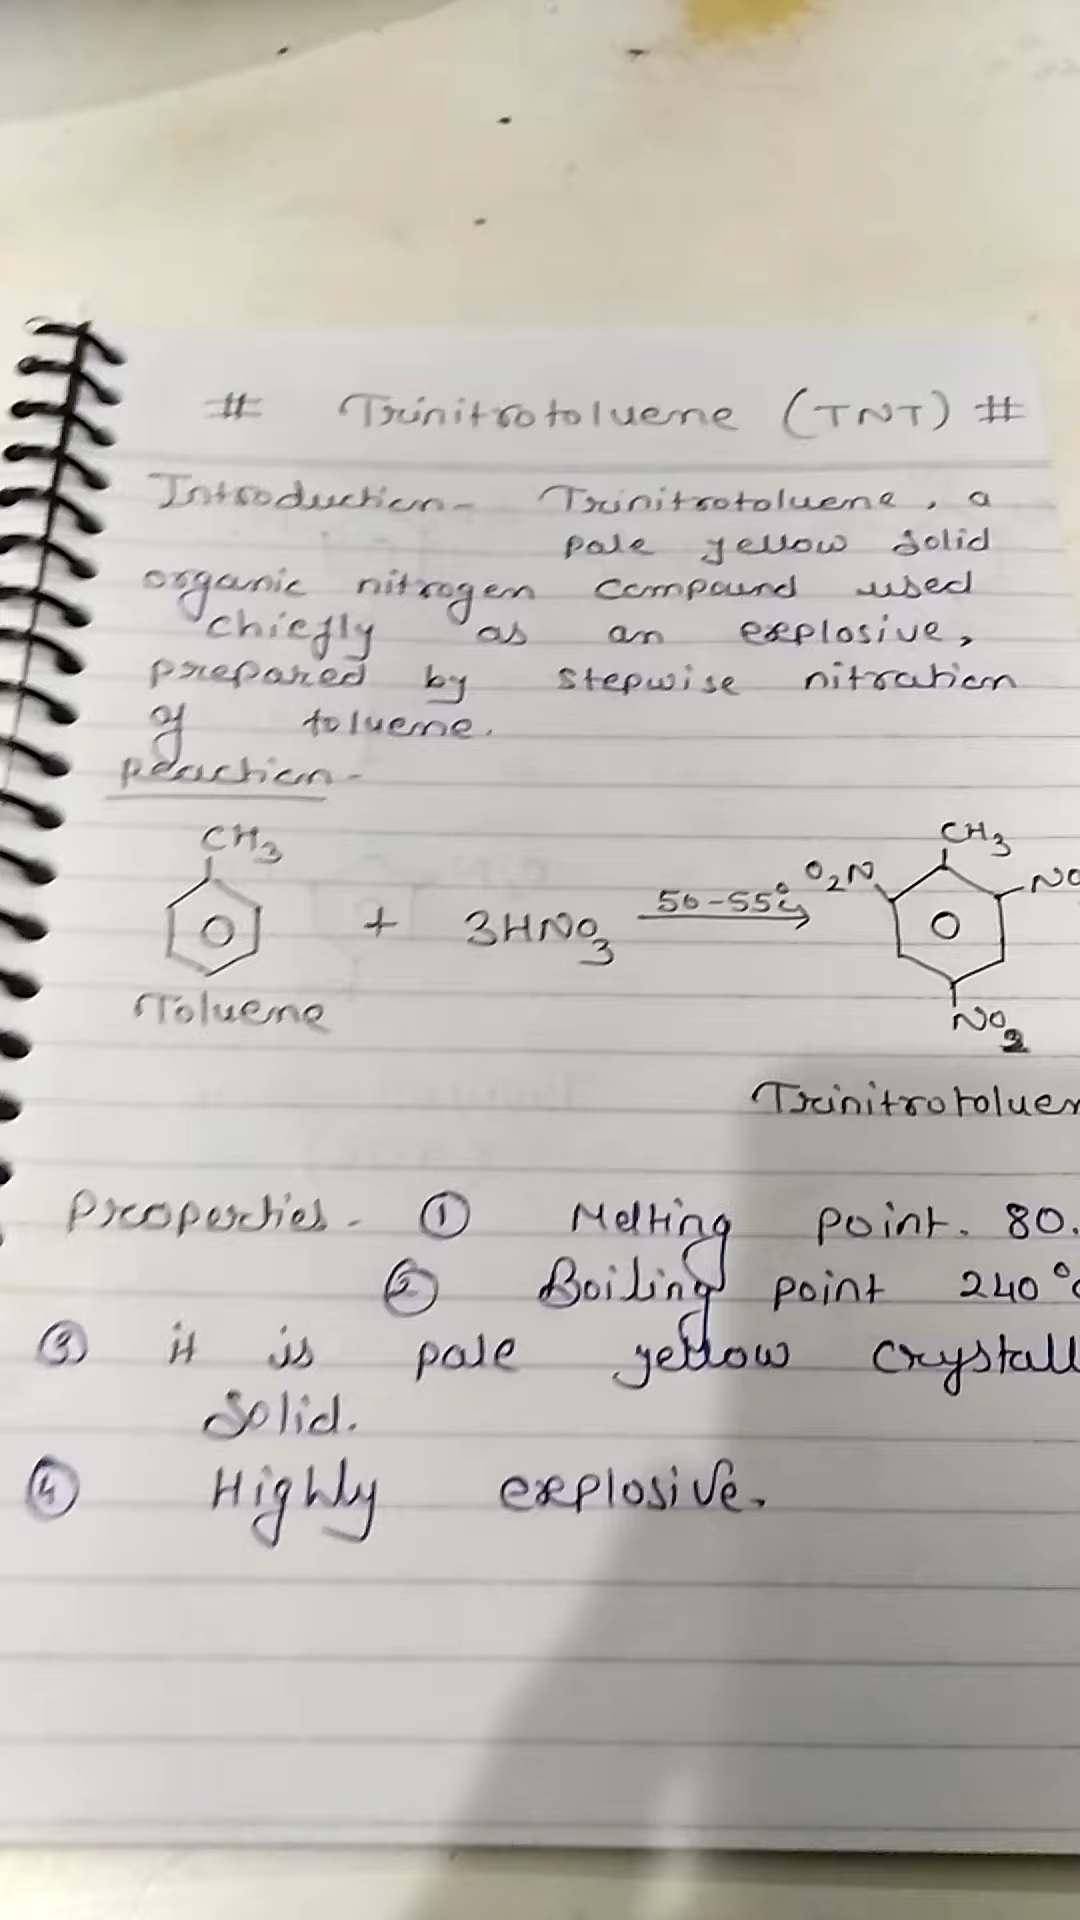 # Trinitrotoluene (TNT) #
Introduction- Trinitrotoluene, a
pale yellow solid
organic nitrogen compound used
chiefly as an explosive,
prepared by stepwise nitration
of toluene.
Reaction-
CH3 CH3
+ 3HNO3 50-55°C O2N NO
Toluene NO2
Trinitrotoluen
Properties- ① Melting point. 80.
② Boiling point 240°C
③ it is pale yellow crystall
Solid.
④ Highly explosive.